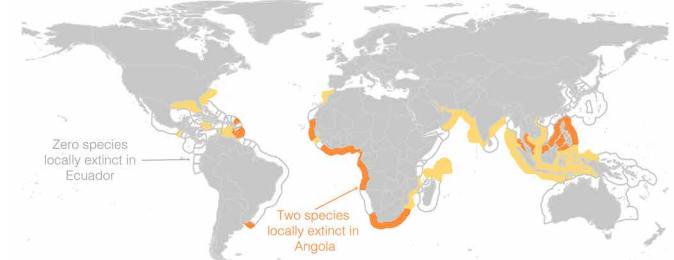 Zero species
locally extinct in
Ecuador
Two species
locally extinct in
Angola